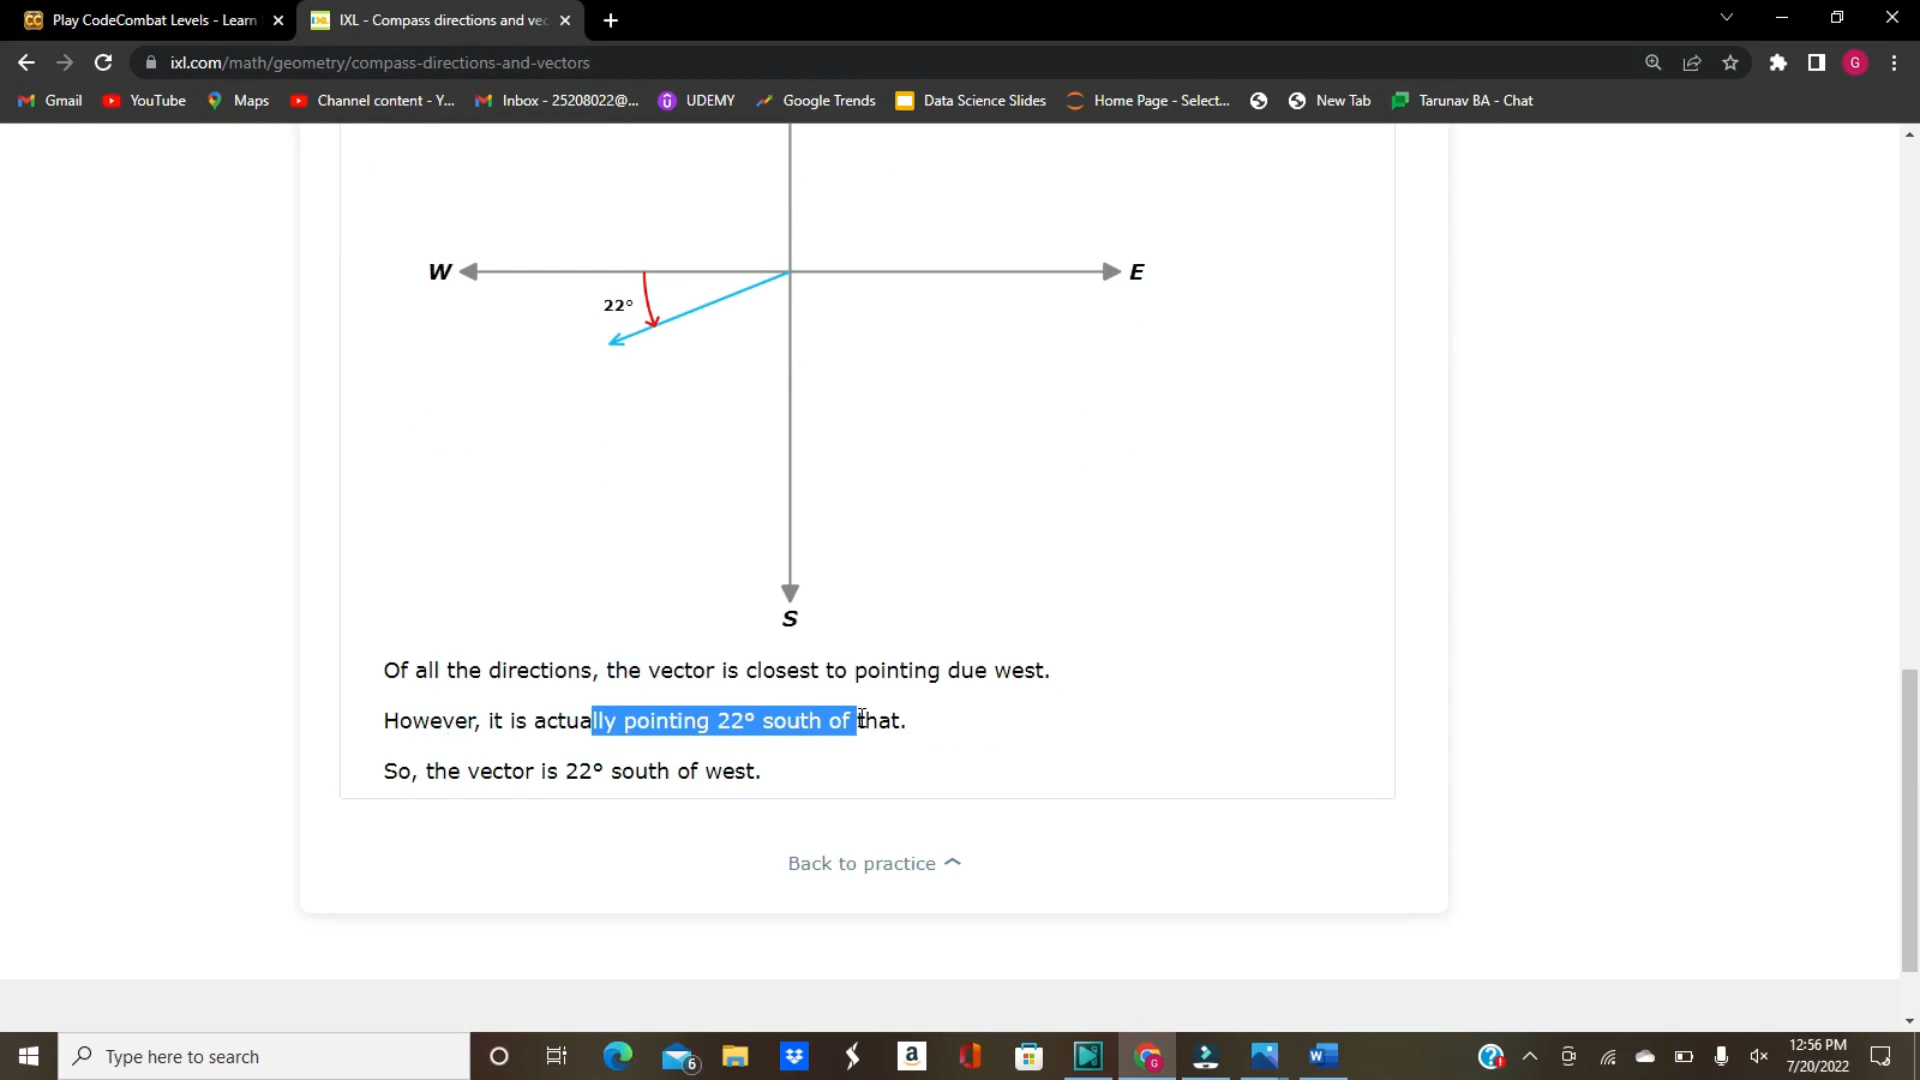 Play CodeCombat Levels - Learn
IXL - Compass directions and vec
ixl.com/math/geometry/compass-directions-and-vectors
G
Gmail
YouTube
Maps
Channel content - Y...
Inbox - 25208022@...
UDEMY
Google Trends
Data Science Slides
Home Page - Select...
New Tab
Tarunav BA - Chat
W
E
22°
S
Of all the directions, the vector is closest to pointing due west.
However, it is actually pointing 22° south of that.
So, the vector is 22° south of west.
Back to practice
Type here to search
6
12:56 PM
7/20/2022